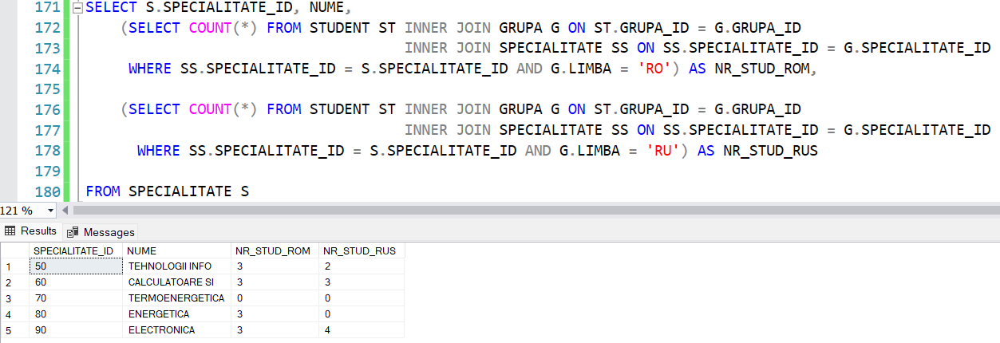 171 SELECT S.SPECIALITATE_ID, NUME,
172 (SELECT COUNT(*) FROM STUDENT ST INNER JOIN GRUPA G ON ST.GRUPA_ID = G.GRUPA_ID
173 INNER JOIN SPECIALITATE SS ON SS.SPECIALITATE_ID = G.SPECIALITATE_ID
174 WHERE SS.SPECIALITATE_ID = S.SPECIALITATE_ID AND G.LIMBA = 'RO') AS NR_STUD_ROM,
175
176 (SELECT COUNT(*) FROM STUDENT ST INNER JOIN GRUPA G ON ST.GRUPA_ID = G.GRUPA_ID
177 INNER JOIN SPECIALITATE SS ON SS.SPECIALITATE_ID = G.SPECIALITATE_ID
178 WHERE SS.SPECIALITATE_ID = S.SPECIALITATE_ID AND G.LIMBA = 'RU') AS NR_STUD_RUS
179
180 FROM SPECIALITATE S
121 %
Results Messages
SPECIALITATE_ID NUME NR_STUD_ROM NR_STUD_RUS
1 50 TEHNOLOGII INFO 3 2
2 60 CALCULATOARE SI 3 3
3 70 TERMOENERGETICA 0 0
4 80 ENERGETICA 3 0
5 90 ELECTRONICA 3 4